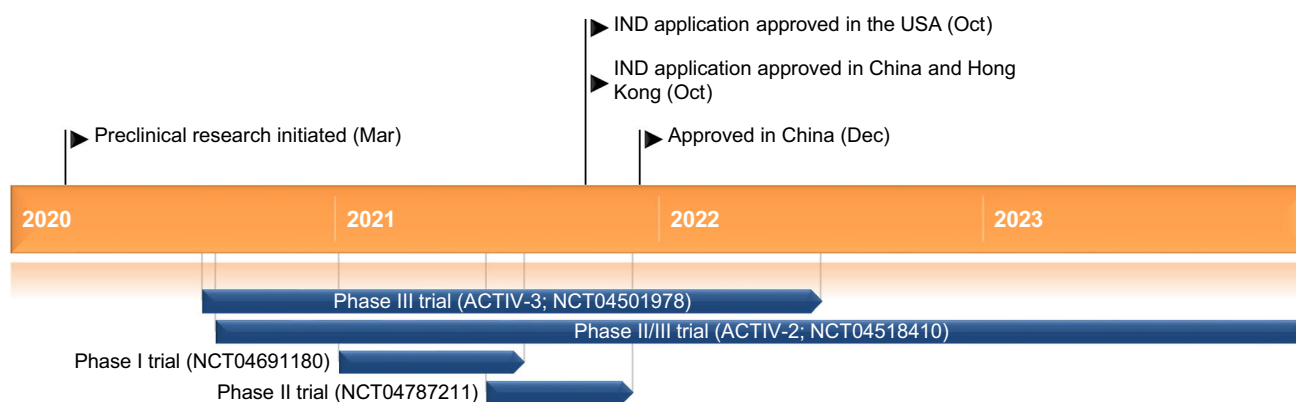 IND application approved in the USA (Oct)
IND application approved in China and Hong
Kong (Oct)
Preclinical research initiated (Mar)
Approved in China (Dec)
2020
2021
2022
2023
Phase III trial (ACTIV-3; NCT04501978)
Phase II/III trial (ACTIV-2; NCT04518410)
Phase I trial (NCT04691180)
Phase II trial (NCT04787211)